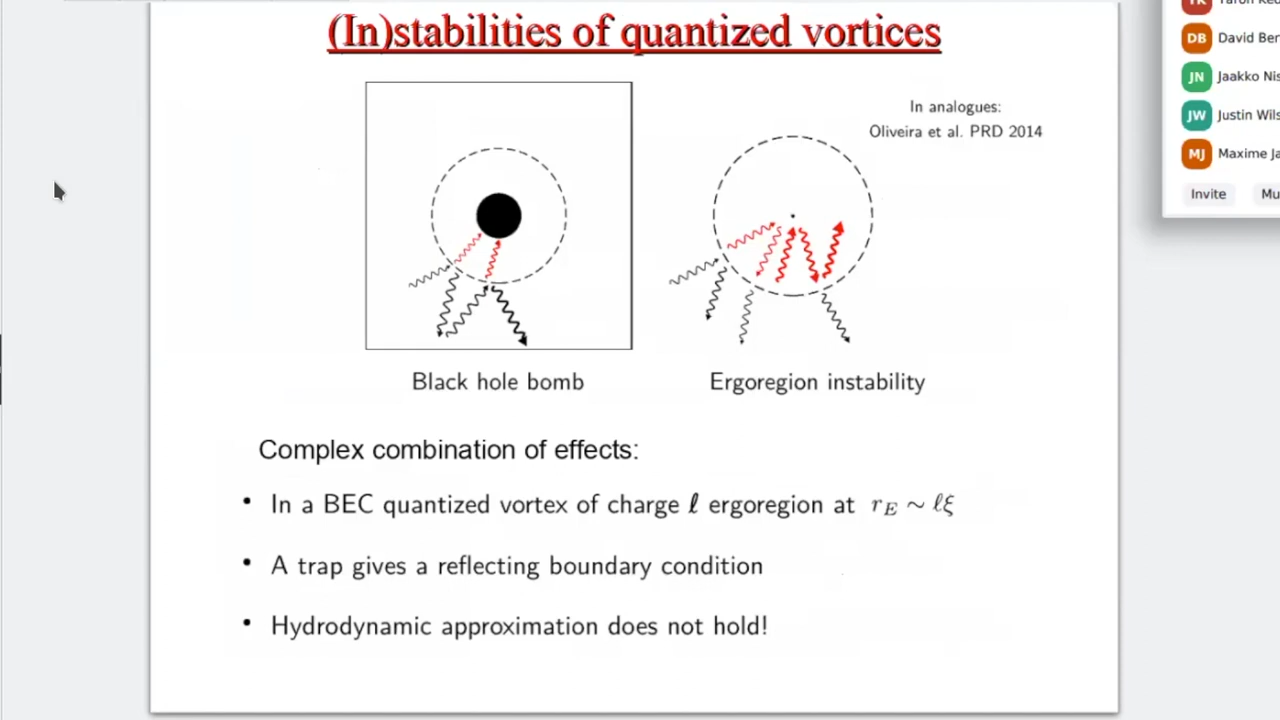 (In)stabilities of quantized vortices
In analogues:
Oliveira et al. PRD 2014
Black hole bomb
Ergoregion instability
Complex combination of effects:
• In a BEC quantized vortex of charge ℓ ergoregion at r_E ∼ ℓξ
• A trap gives a reflecting boundary condition
• Hydrodynamic approximation does not hold!
TK
DB David Ber
JN Jaakko Nis
JW Justin Wils
MJ Maxime Ja
Invite Mu